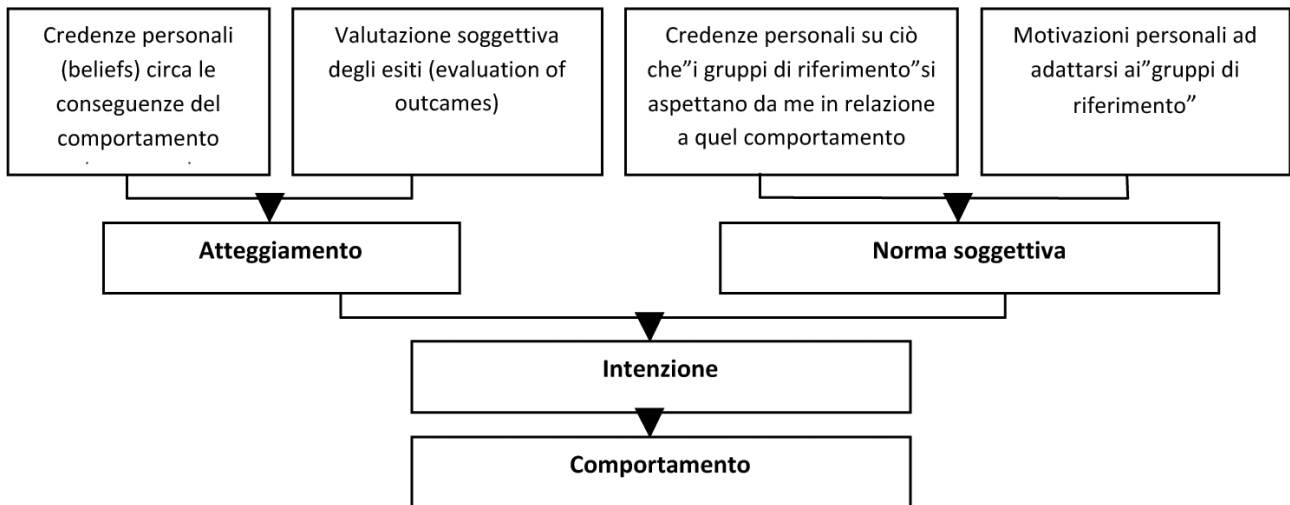 Credenze personali
(beliefs) circa le
conseguenze del
comportamento
Valutazione soggettiva
degli esiti (evaluation of
outcames)
Credenze personali su ciò
che”i gruppi di riferimento”si
aspettano da me in relazione
a quel comportamento
Motivazioni personali ad
adattarsi ai”gruppi di
riferimento”
Atteggiamento
Norma soggettiva
Intenzione
Comportamento